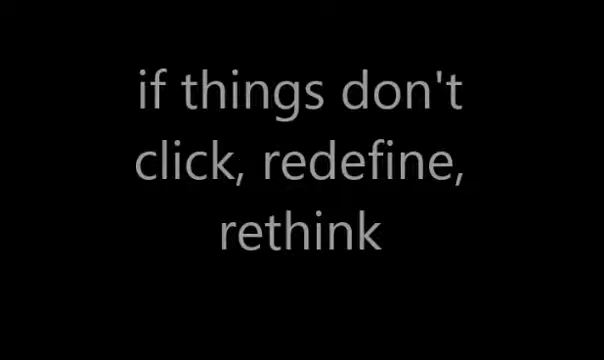 if things don't
click, redefine,
rethink